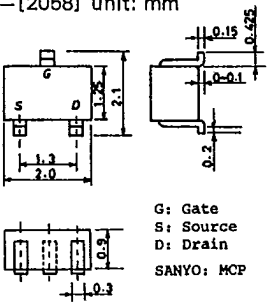 [2058] unit: mm
G
S D
1.25
2.1
1.3
2.0
0.15
0.425
0~0.1
0.2
0.9
0.3
G: Gate
S: Source
D: Drain
SANYO: MCP